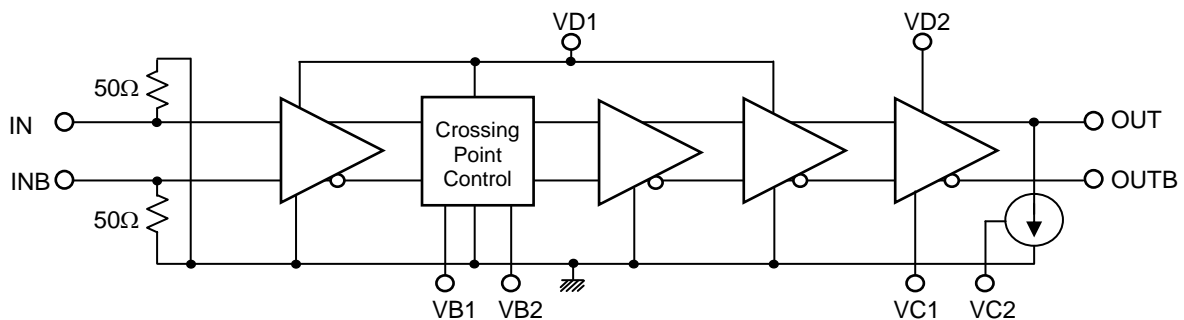 VD1
VD2
50Ω
IN
Crossing
Point
Control
OUT
INB
OUTB
50Ω
VB1
VB2
VC1
VC2